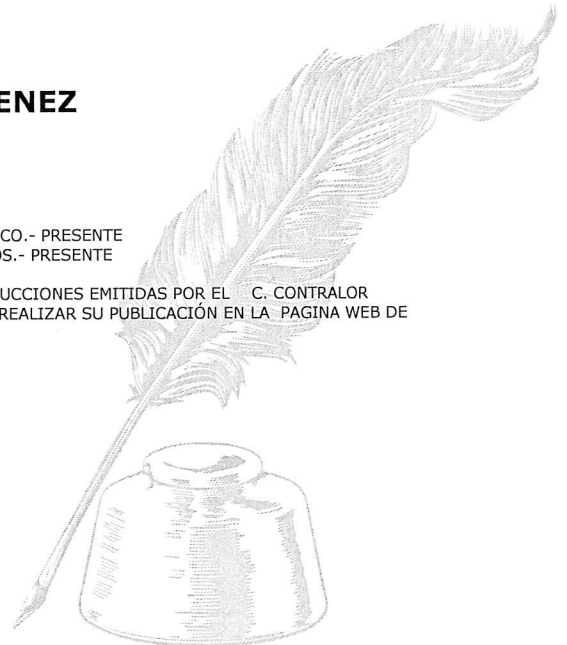 ENEZ
CO.- PRESENTE
OS.- PRESENTE
UCCIONES EMITIDAS POR EL C. CONTRALOR
REALIZAR SU PUBLICACIÓN EN LA PAGINA WEB DE